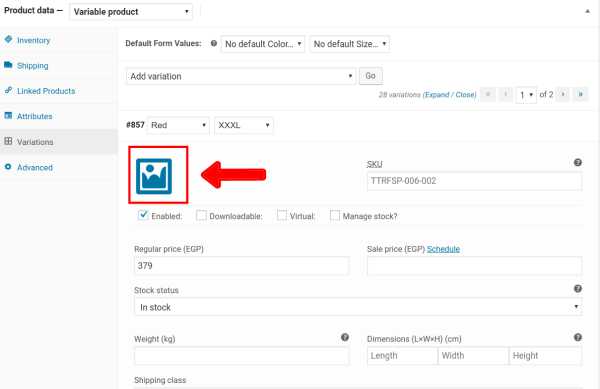 Product data — Variable product
Inventory
Shipping
Linked Products
Attributes
Variations
Advanced
Default Form Values: No default Color... No default Size...
Add variation Go
28 variations (Expand / Close) « ‹ 1 of 2 › »
#857 Red XXXL
SKU
TTRFSP-006-002
Enabled: Downloadable: Virtual: Manage stock?
Regular price (EGP) Sale price (EGP) Schedule
379
Stock status
In stock
Weight (kg) Dimensions (L×W×H) (cm)
Length Width Height
Shipping class